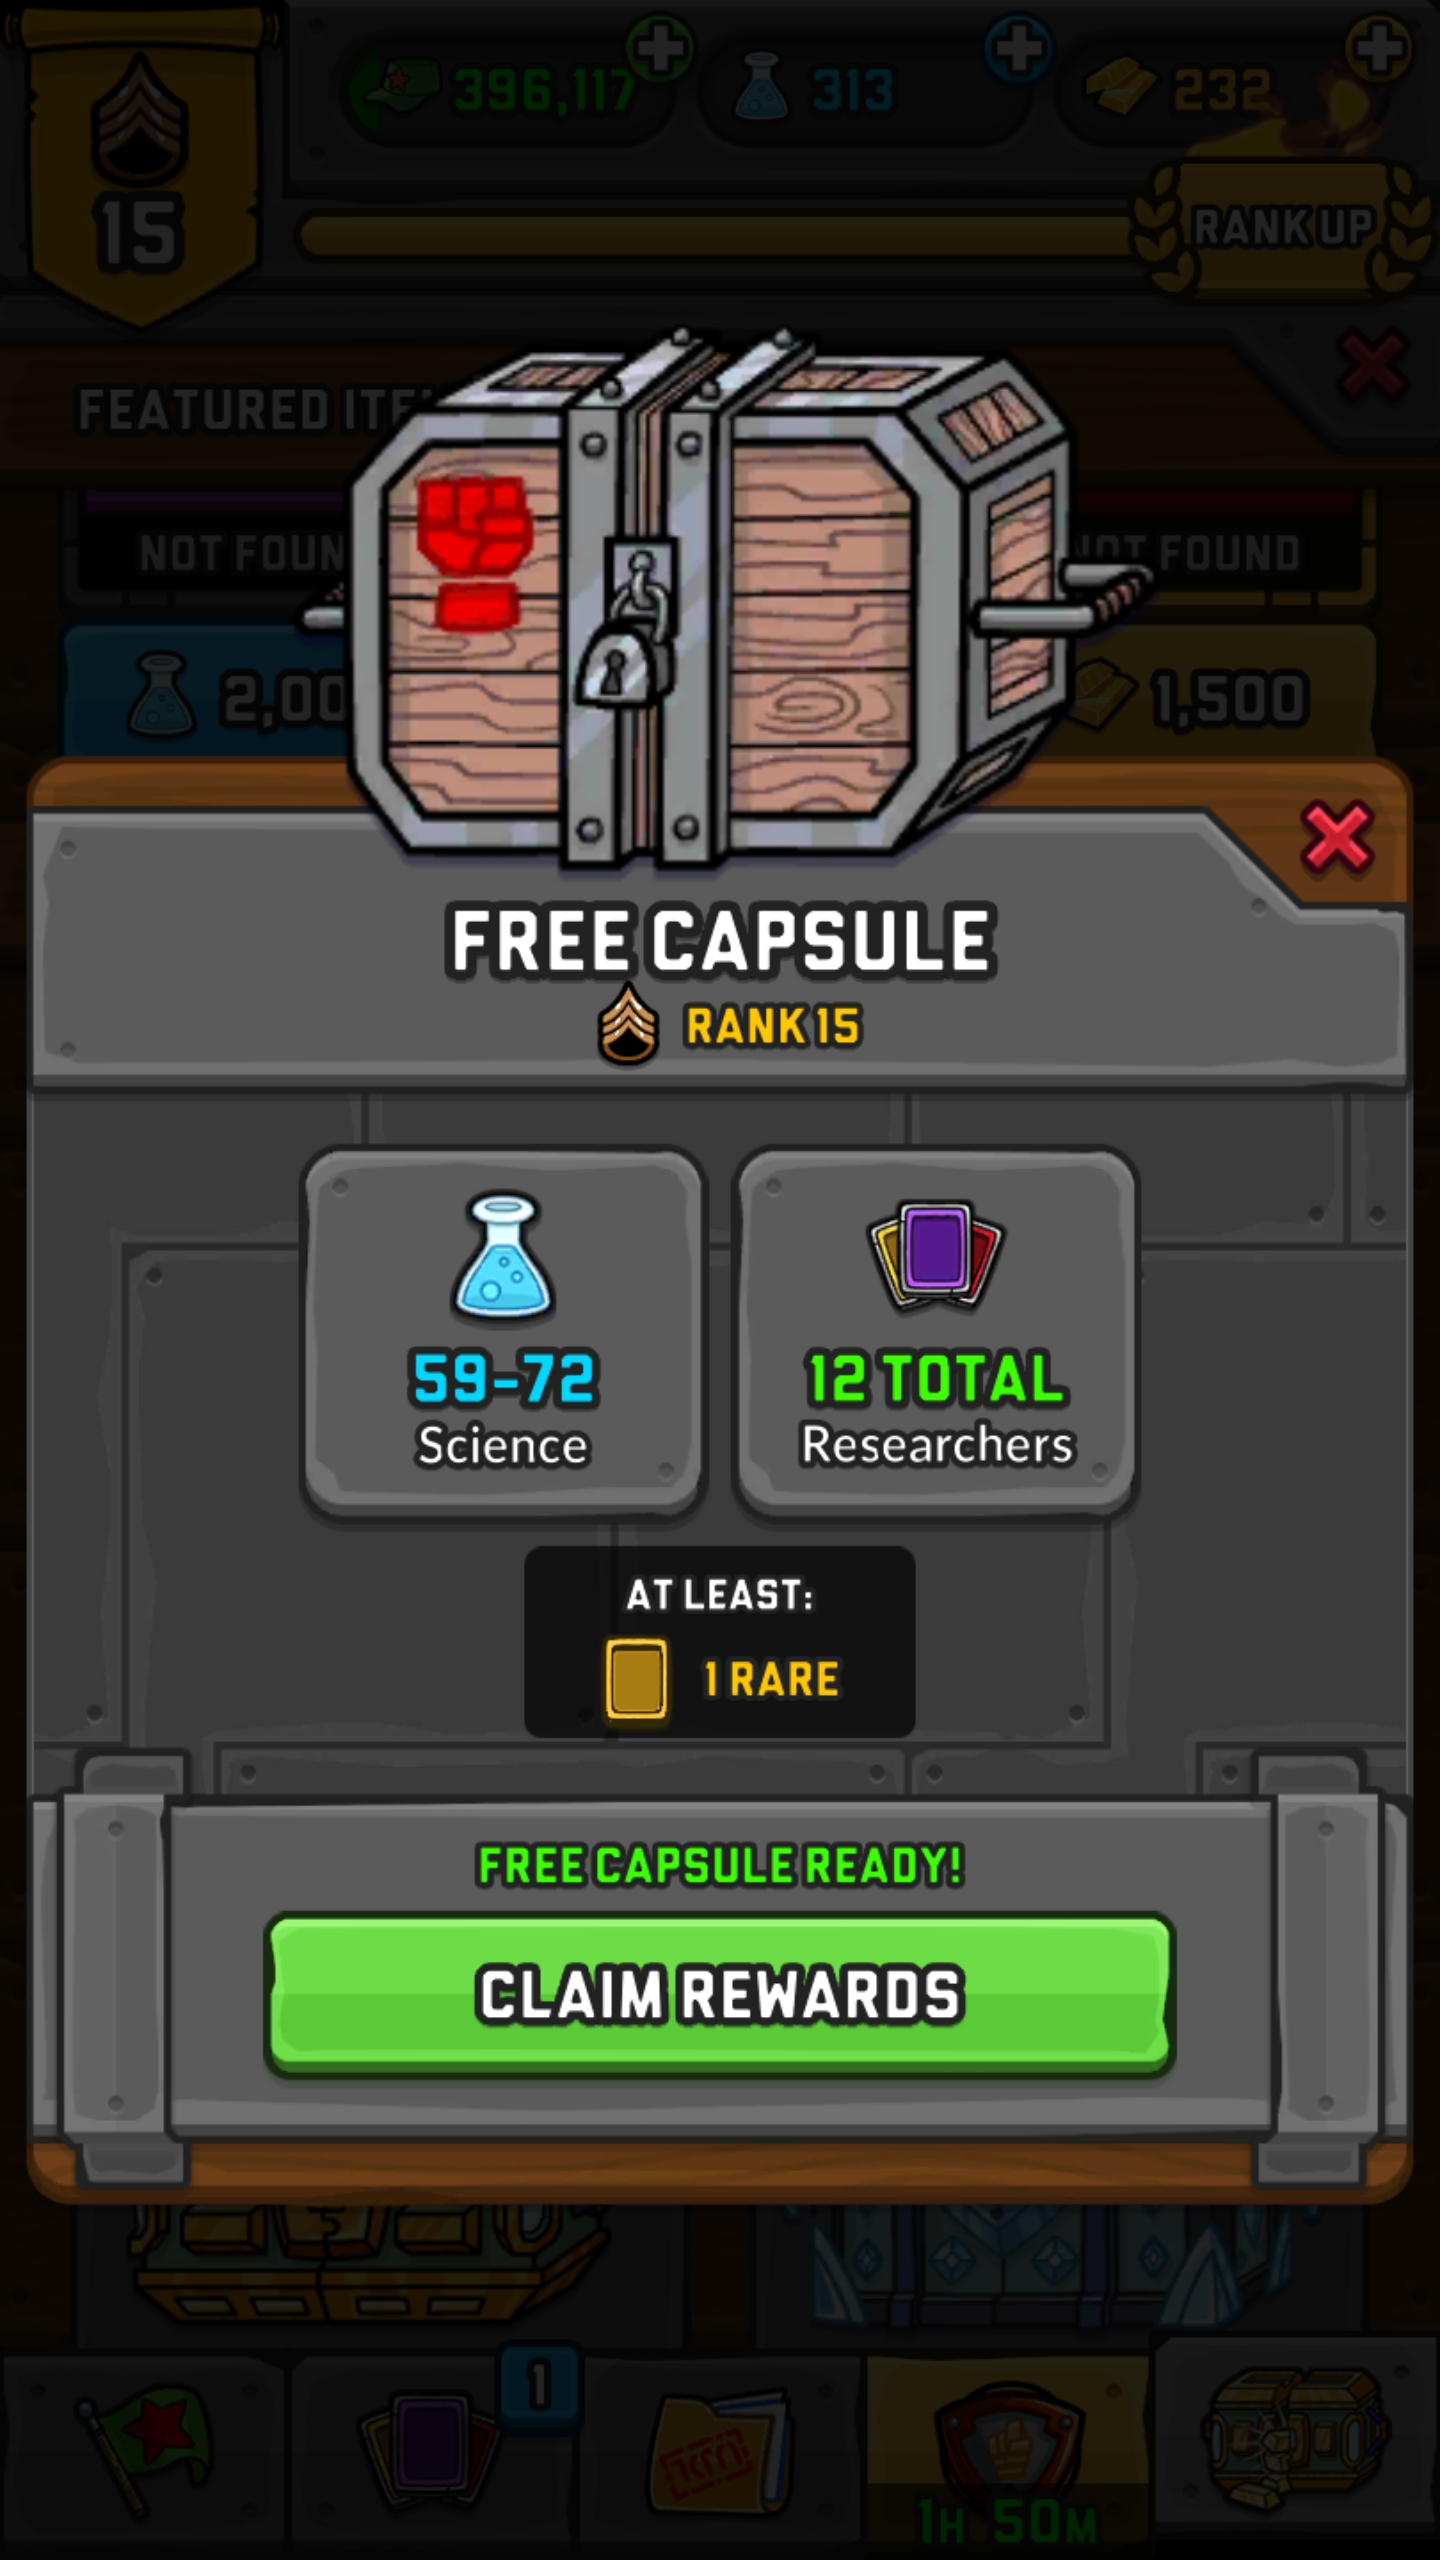 396,117
313
232
15
RANK UP
FEATURED ITE
NOT FOUN
NOT FOUND
2,00
1,500
FREE CAPSULE
RANK 15
59-72
Science
12 TOTAL
Researchers
AT LEAST:
1 RARE
FREE CAPSULE READY!
CLAIM REWARDS
1
1H 50M